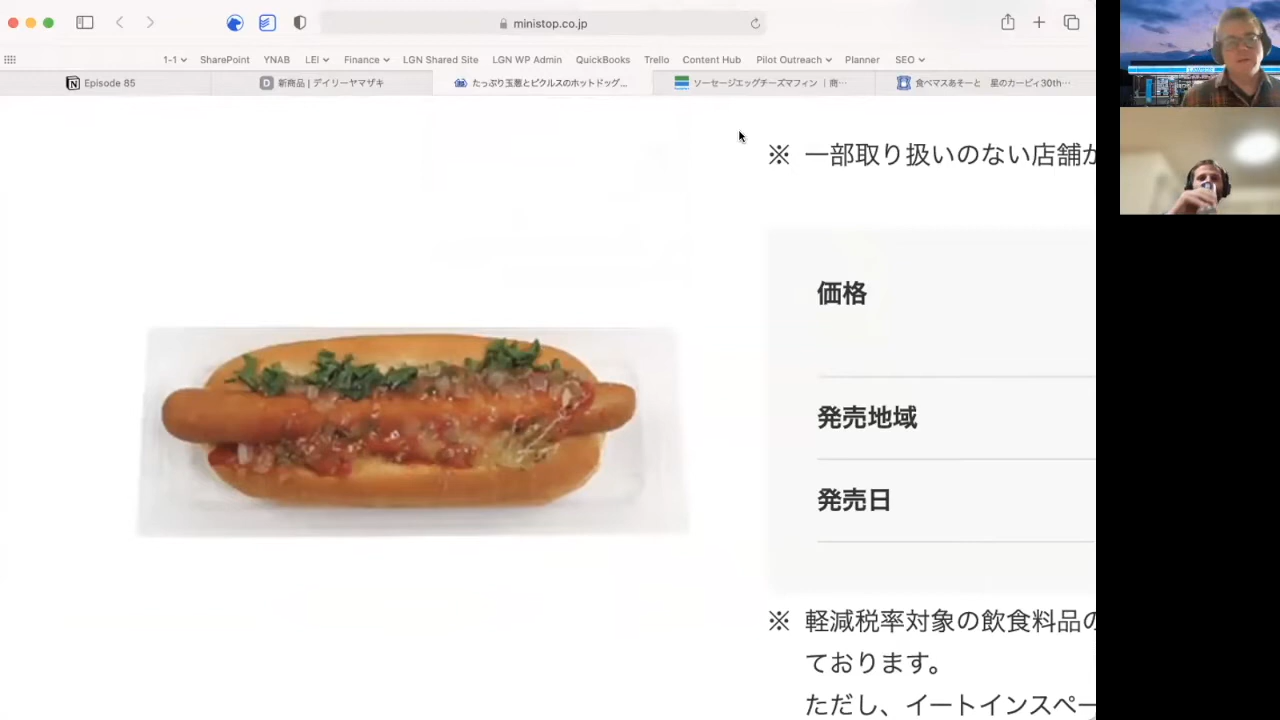 ministop.co.jp
1-1 SharePoint YNAB LEI Finance LGN Shared Site LGN WP Admin QuickBooks Trello Content Hub Pilot Outreach Planner SEO
Episode 85 新商品 | デイリーヤマザキ たっぷり玉葱とピクルスのホットドッグ... ソーセージエッグチーズマフィン | 商… 食べマスあそーと 星のカービィ30th…
※ 一部取り扱いのない店舗が
価格
発売地域
発売日
※ 軽減税率対象の飲食料品の
ております。
ただし、イートインスペー